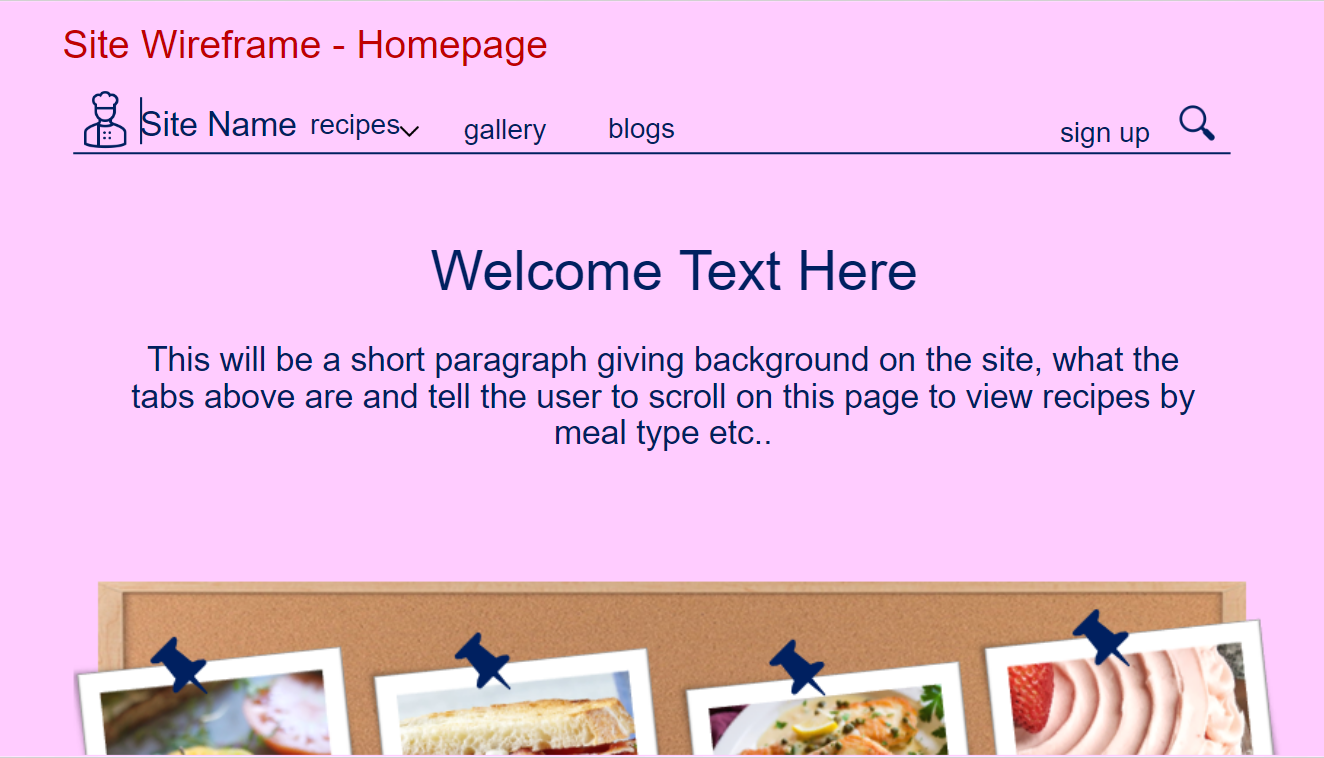 Site Wireframe - Homepage
Site Name recipes gallery blogs sign up
Welcome Text Here
This will be a short paragraph giving background on the site, what the
tabs above are and tell the user to scroll on this page to view recipes by
meal type etc..